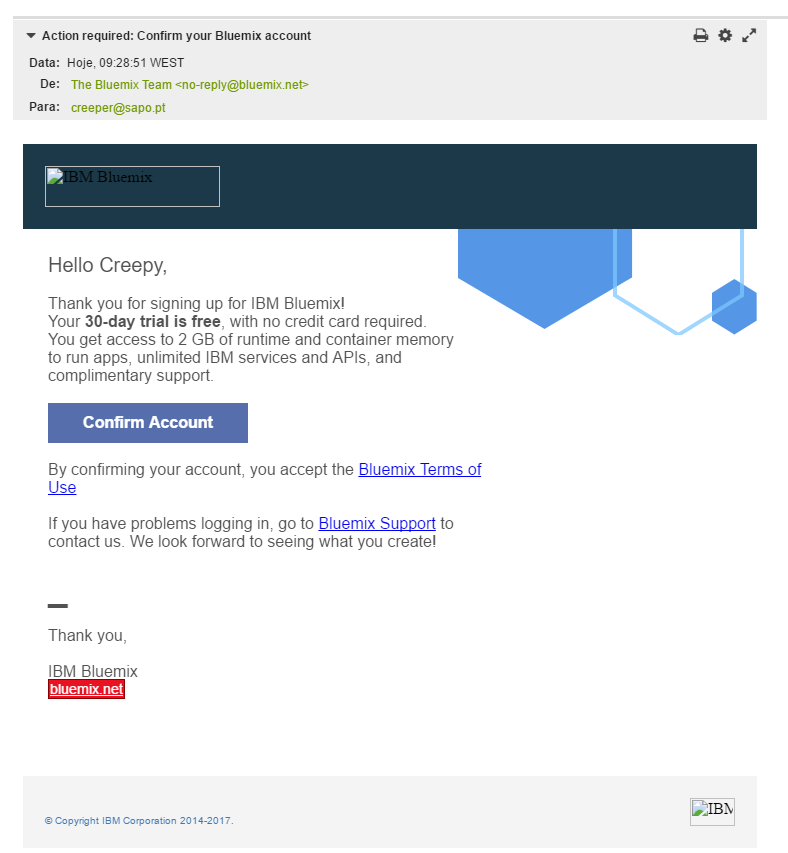 Action required: Confirm your Bluemix account
Data: Hoje, 09:28:51 WEST
De: The Bluemix Team <no-reply@bluemix.net>
Para: creeper@sapo.pt
IBM Bluemix
Hello Creepy,
Thank you for signing up for IBM Bluemix!
Your 30-day trial is free, with no credit card required.
You get access to 2 GB of runtime and container memory
to run apps, unlimited IBM services and APIs, and
complimentary support.
Confirm Account
By confirming your account, you accept the Bluemix Terms of
Use
If you have problems logging in, go to Bluemix Support to
contact us. We look forward to seeing what you create!
Thank you,
IBM Bluemix
bluemix.net
© Copyright IBM Corporation 2014-2017.
IBM